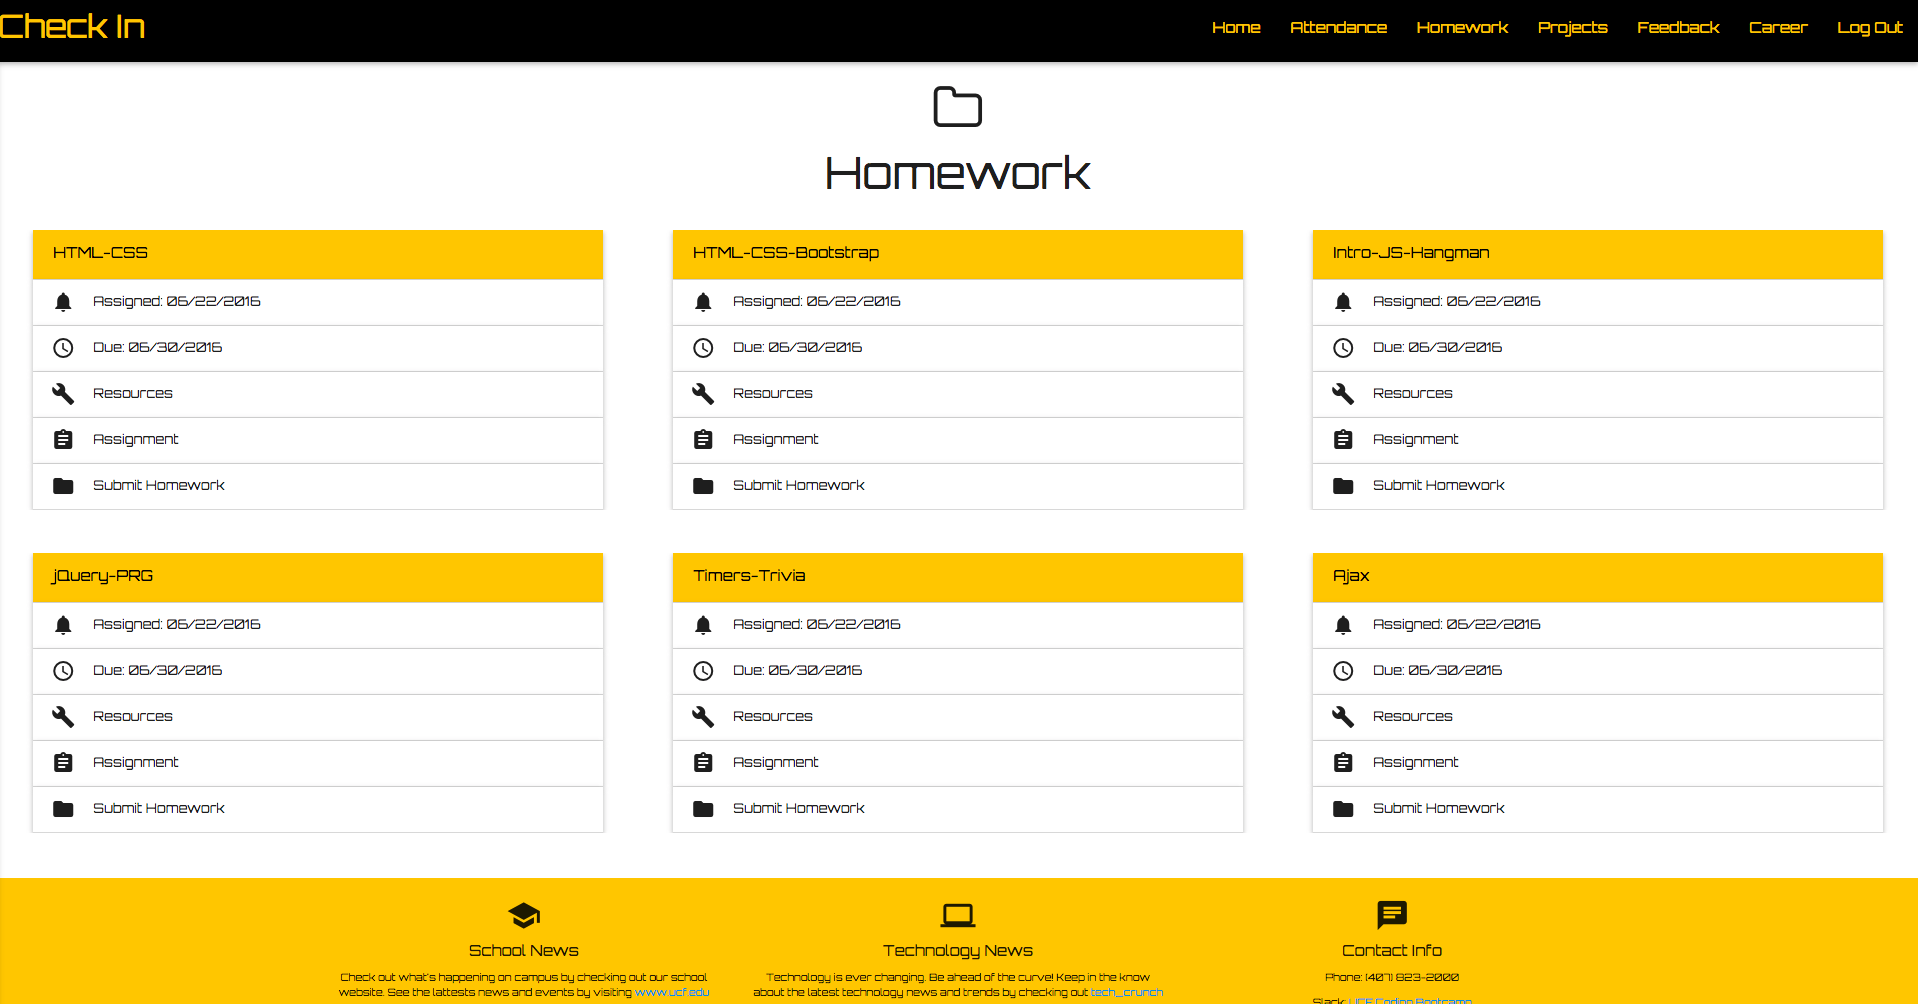 Check In
Home Attendance Homework Projects Feedback Career Log Out
Homework
HTML-CSS
Assigned: 06/22/2016
Due: 06/30/2016
Resources
Assignment
Submit Homework
HTML-CSS-Bootstrap
Assigned: 06/22/2016
Due: 06/30/2016
Resources
Assignment
Submit Homework
Intro-JS-Hangman
Assigned: 06/22/2016
Due: 06/30/2016
Resources
Assignment
Submit Homework
jQuery-PRG
Assigned: 06/22/2016
Due: 06/30/2016
Resources
Assignment
Submit Homework
Timers-Trivia
Assigned: 06/22/2016
Due: 06/30/2016
Resources
Assignment
Submit Homework
Ajax
Assigned: 06/22/2016
Due: 06/30/2016
Resources
Assignment
Submit Homework
School News
Check out what's happening on campus by checking out our school
website. See the lattests news and events by visiting www.ucf.edu
Technology News
Technology is ever changing. Be ahead of the curve! Keep in the know
about the latest technology news and trends by checking out tech_crunch
Contact Info
Phone: (407) 823-2000
Slack: UCF Coding Bootcamp